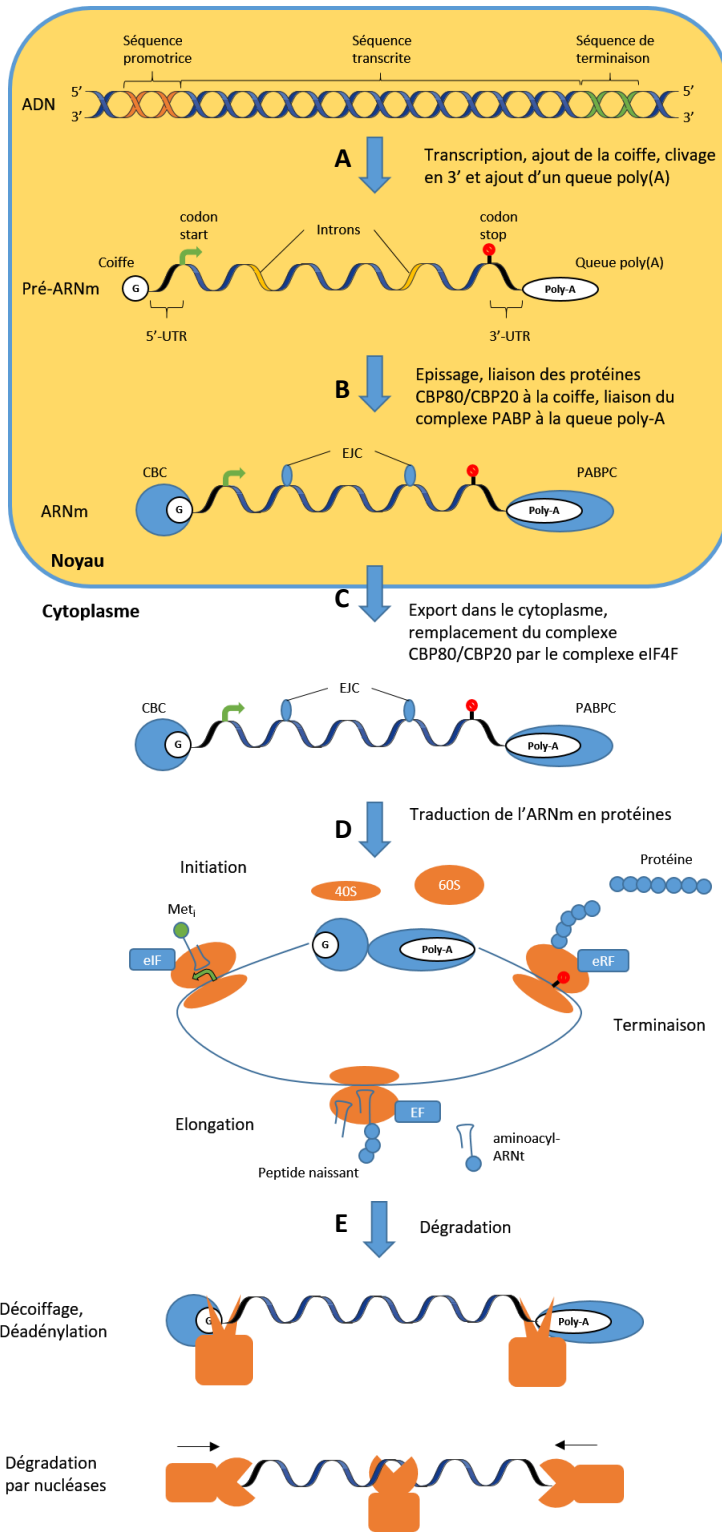 Séquence
promotrice
Séquence
transcrite
Séquence de
terminaison
ADN
5’
3’
5’
3’
A
Transcription, ajout de la coiffe, clivage
en 3’ et ajout d’un queue poly(A)
codon
start
Introns
codon
stop
Coiffe
Queue poly(A)
Pré-ARNm
G
Poly-A
5’-UTR
3’-UTR
B
Epissage, liaison des protéines
CBP80/CBP20 à la coiffe, liaison du
complexe PABP à la queue poly-A
CBC
EJC
PABPC
ARNm
G
Poly-A
Noyau
Cytoplasme
C
Export dans le cytoplasme,
remplacement du complexe
CBP80/CBP20 par le complexe eIF4F
CBC
EJC
PABPC
G
Poly-A
D
Traduction de l’ARNm en protéines
Initiation
40S
60S
Protéine
Meti
eIF
G
Poly-A
eRF
Terminaison
Elongation
EF
Peptide naissant
aminoacyl-
ARNt
E
Dégradation
Décoiffage,
Déadénylation
G
Poly-A
Dégradation
par nucléases